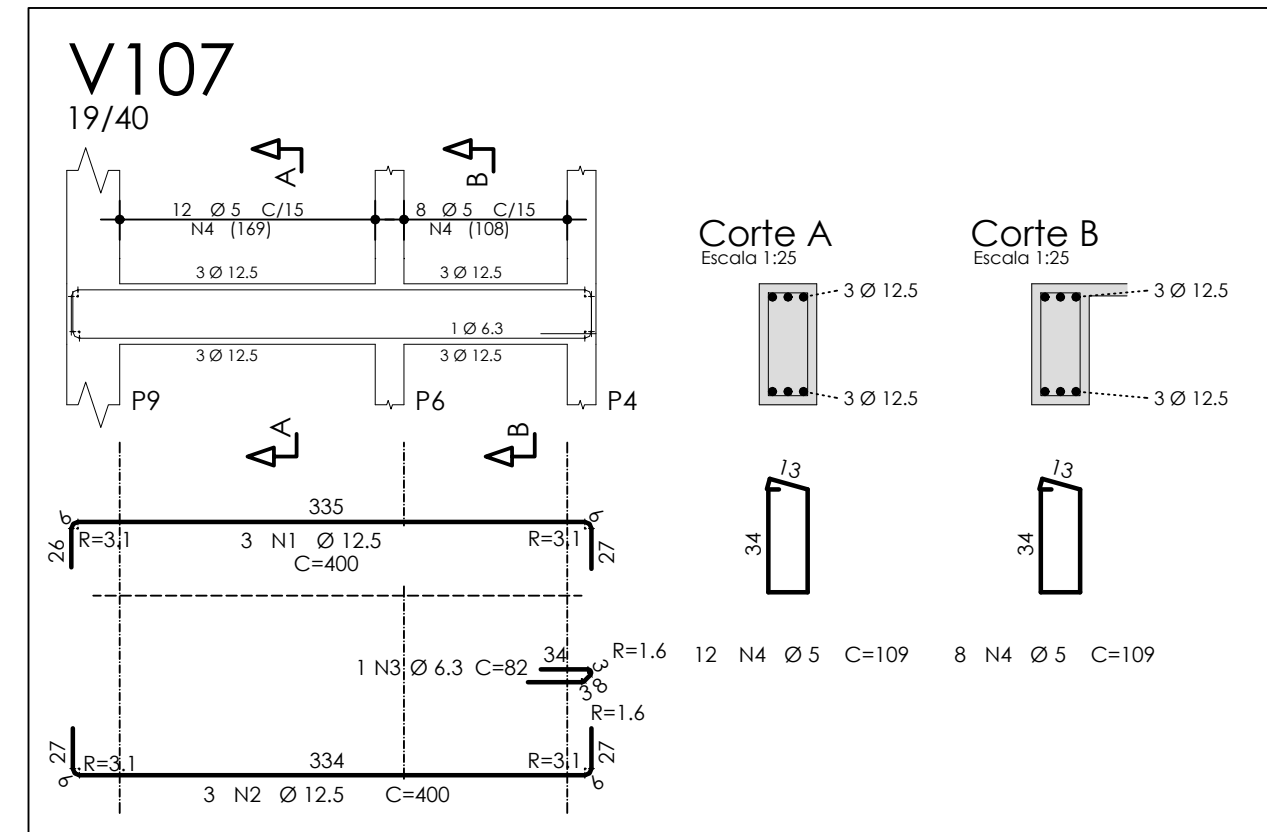 V107
19/40
A
B
12 Ø 5 C/15
N4 (169)
8 Ø 5 C/15
N4 (108)
3 Ø 12.5
3 Ø 12.5
1 Ø 6.3
3 Ø 12.5
3 Ø 12.5
P9
P6
P4
A
B
335
9
9
26
R=3.1
3 N1 Ø 12.5
R=3.1
27
C=400
34
R=1.6
1 N3 Ø 6.3 C=82
3
8
3
R=1.6
27
R=3.1
334
R=3.1
27
9
9
3 N2 Ø 12.5 C=400
Corte A
Escala 1:25
3 Ø 12.5
3 Ø 12.5
13
34
12 N4 Ø 5 C=109
Corte B
Escala 1:25
3 Ø 12.5
3 Ø 12.5
13
34
8 N4 Ø 5 C=109